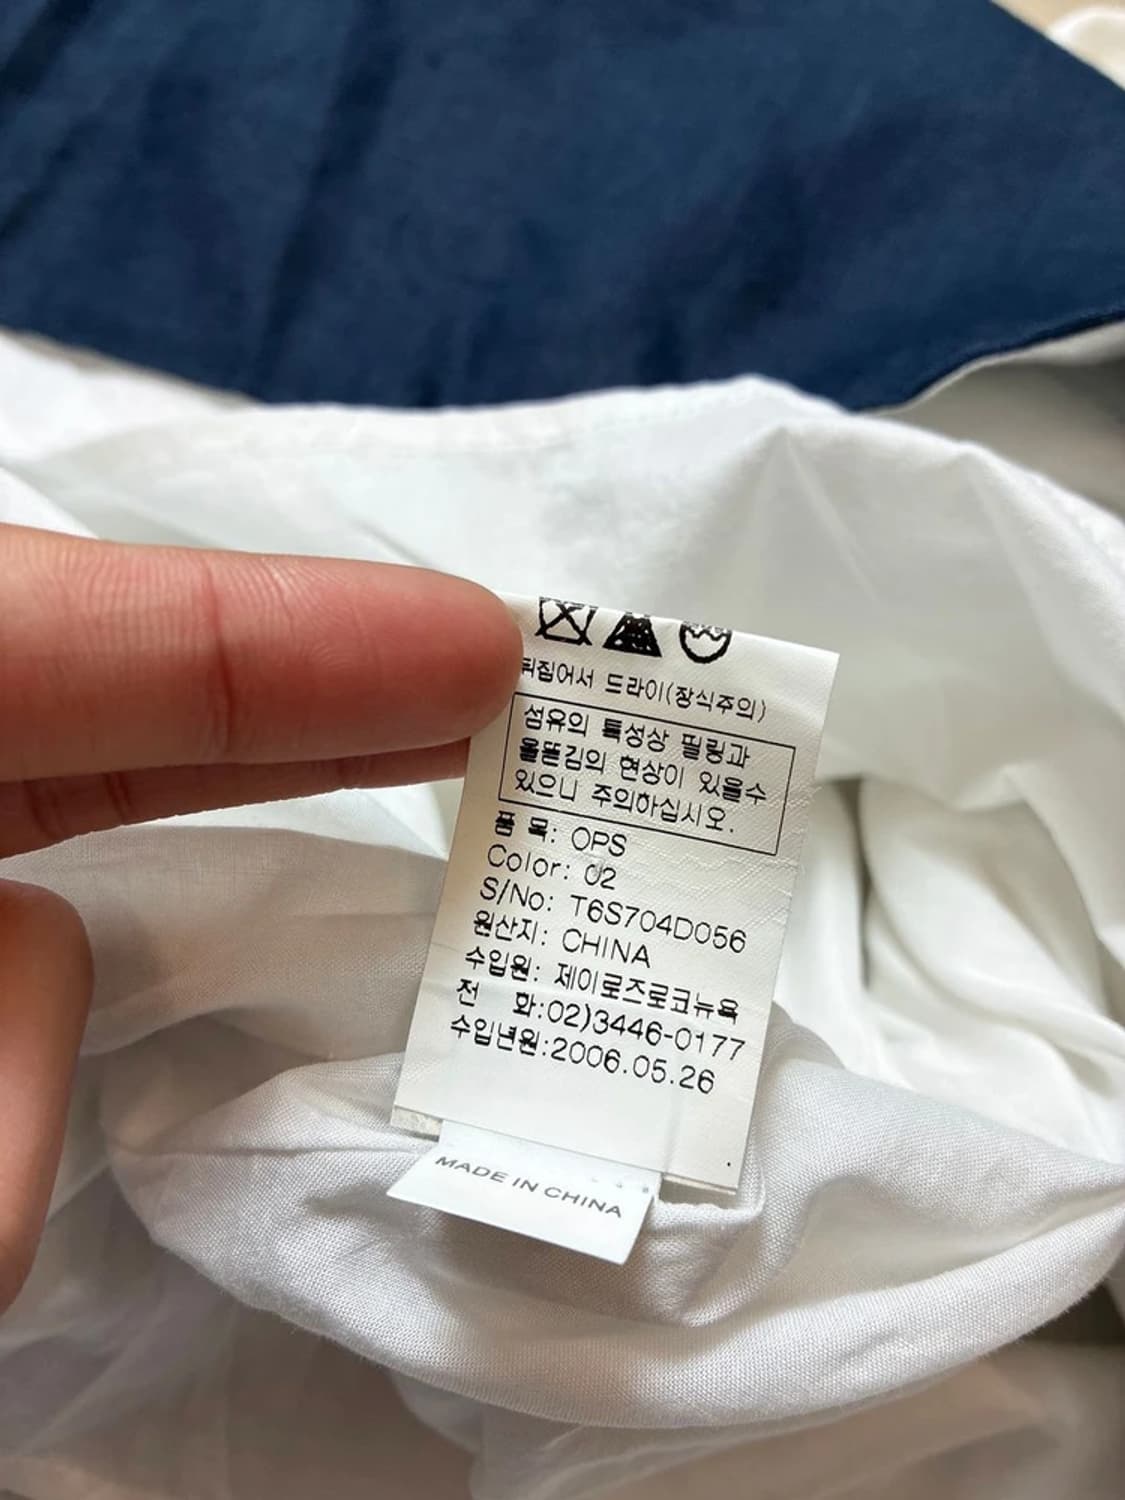 뒤집어서 드라이(장식주의)
섬유의 특성상 필링과
올뜯김의 현상이 있을수
있으니 주의하십시오.
품 목: OPS
Color: 02
S/No: T6S704D056
원산지: CHINA
수입원: 제이로즈로코뉴욕
전 화:02)3446-0177
수입년원:2006.05.26
MADE IN CHINA